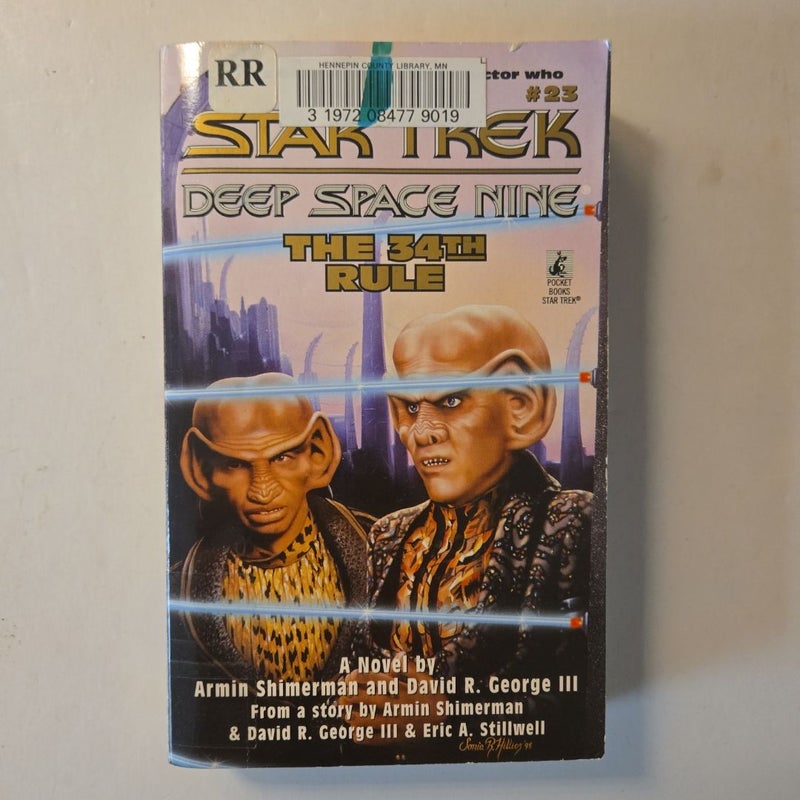 RR
HENNEPIN COUNTY LIBRARY, MN
3 1972 08477 9019
ctor who
#23
STAR TREK
DEEP SPACE NINE
THE 34TH
RULE
POCKET
BOOKS
STAR TREK®
A Novel by
Armin Shimerman and David R. George III
From a story by Armin Shimerman
& David R. George III & Eric A. Stillwell